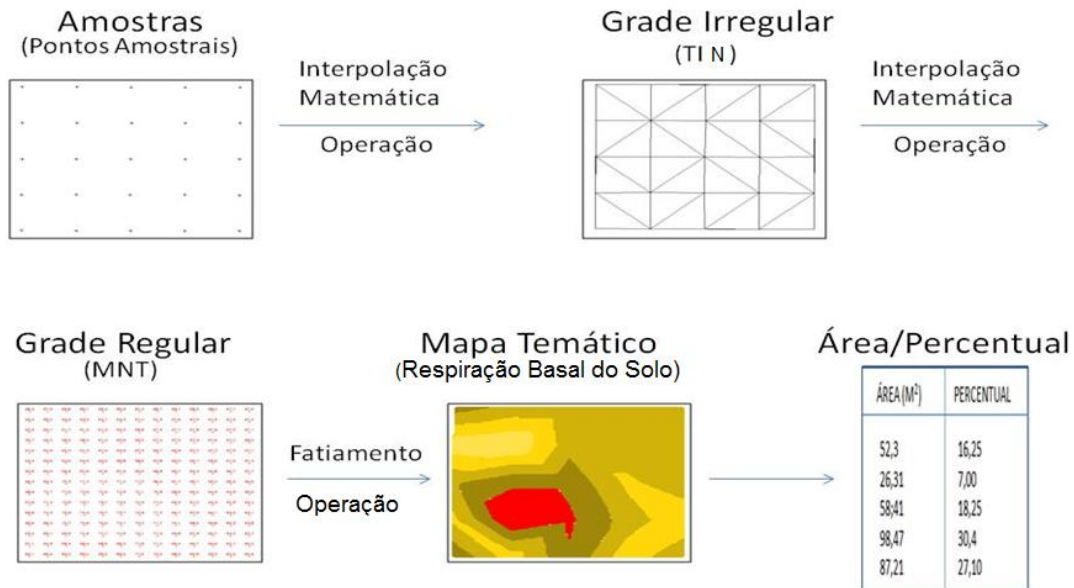 Amostras
(Pontos Amostrais)
Interpolação
Matemática
Operação
Grade Irregular
(TI N)
Interpolação
Matemática
Operação
Grade Regular
(MNT)
Fatiamento
Operação
Mapa Temático
(Respiração Basal do Solo)
Área/Percentual
ÁREA (M²) PERCENTUAL
52,3 16,25
26,31 7,00
58;41 18,25
98,47 30,4
87,21 27,10